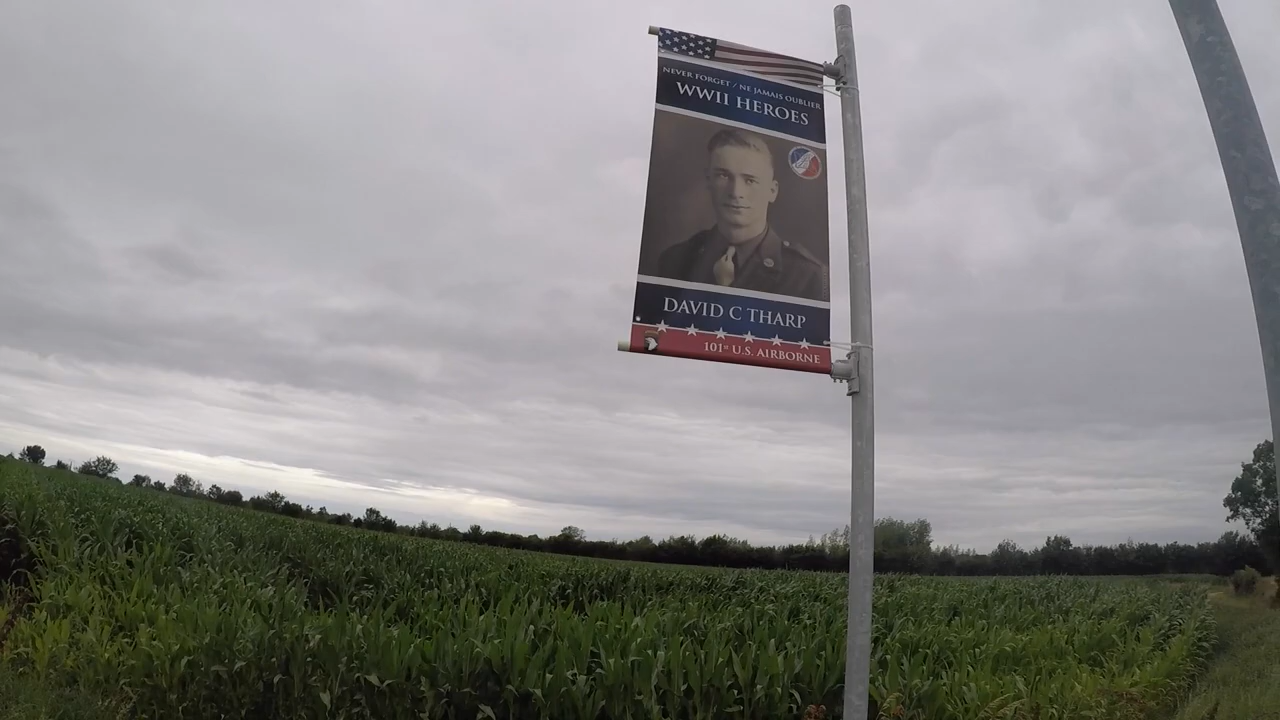 NEVER FORGET / NE JAMAIS OUBLIER
WWII HEROES
DAVID C THARP
101st U.S. AIRBORNE